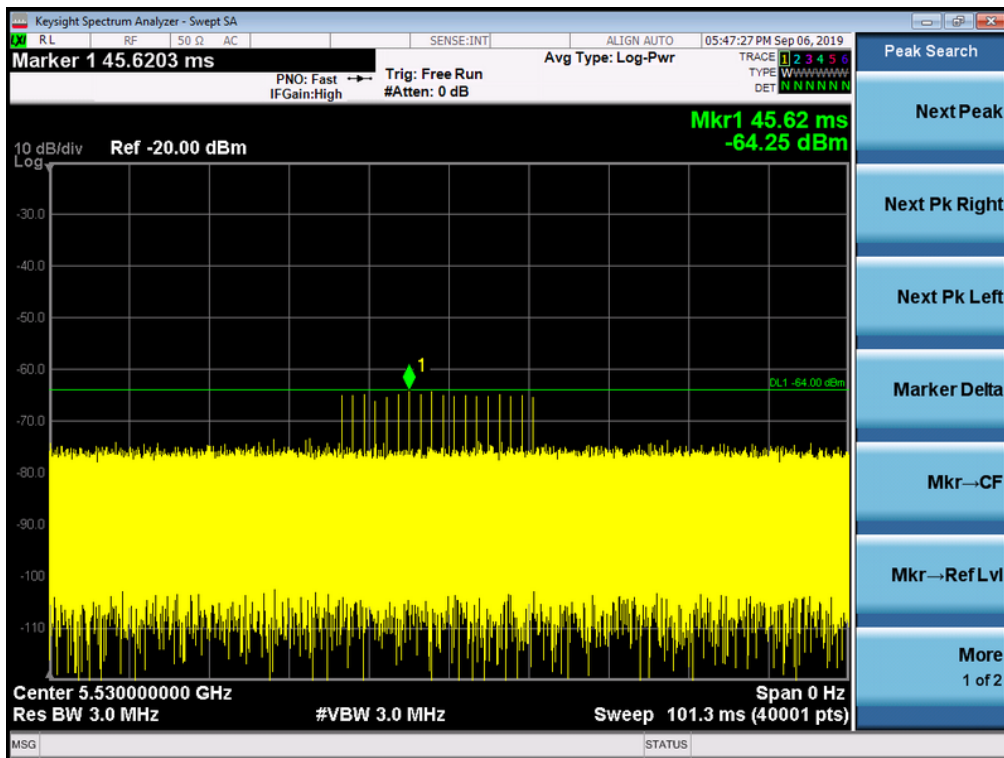 Keysight Spectrum Analyzer - Swept SA
LXI RL RF 50 Ω AC SENSE:INT ALIGN AUTO 05:47:27 PM Sep 06, 2019
Marker 1 45.6203 ms
PNO: Fast
IFGain:High
Trig: Free Run
#Atten: 0 dB
Avg Type: Log-Pwr
TRACE 1 2 3 4 5 6
TYPE W
DET N N N N N N
Peak Search
Mkr1 45.62 ms
-64.25 dBm
10 dB/div Ref -20.00 dBm
Log
1
DL1 -64.00 dBm
-30.0
-40.0
-50.0
-60.0
-70.0
-80.0
-90.0
-100
-110
Center 5.530000000 GHz Span 0 Hz
Res BW 3.0 MHz #VBW 3.0 MHz Sweep 101.3 ms (40001 pts)
MSG STATUS
Next Peak
Next Pk Right
Next Pk Left
Marker Delta
Mkr→CF
Mkr→Ref Lvl
More
1 of 2